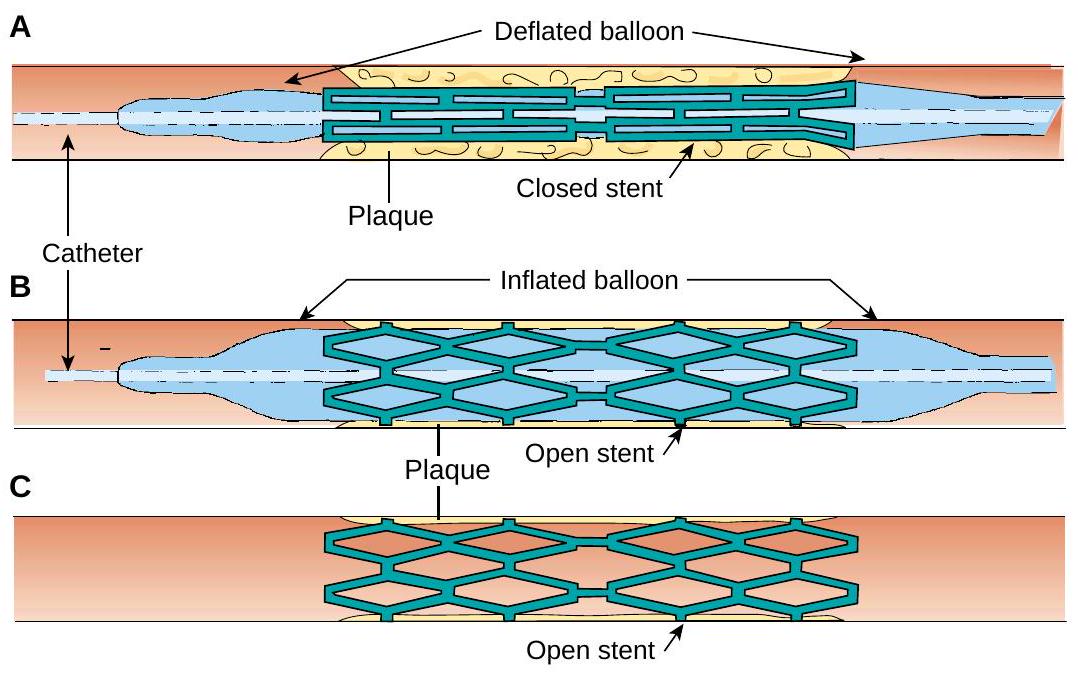 A
Deflated balloon
Closed stent
Plaque
Catheter
B
Inflated balloon
Open stent
Plaque
C
Open stent